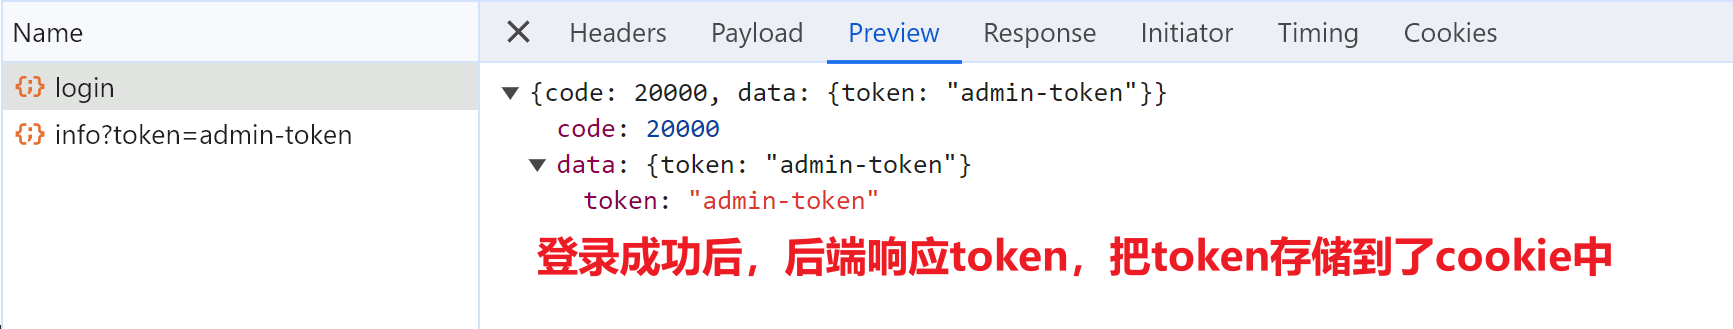 Name
Headers Payload Preview Response Initiator Timing Cookies
login
info?token=admin-token
{code: 20000, data: {token: "admin-token"}}
code: 20000
data: {token: "admin-token"}
token: "admin-token"
登录成功后，后端响应token，把token存储到了cookie中